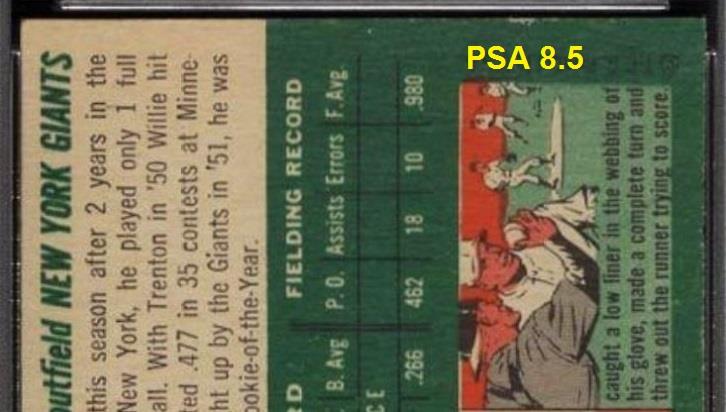 PSA 8.5
outfield NEW YORK GIANTS
this season after 2 years in the
New York, he played only 1 full
all. With Trenton in '50 Willie hit
ted .477 in 35 contests at Minne-
ht up by the Giants in '51, he was
ookie-of-the-Year.
RD FIELDING RECORD
B. Avg P. O. Assists Errors F. Avg.
CE
.266 462 18 10 .980
caught a low liner in the webbing of
his glove, made a complete turn and
threw out the runner trying to score.